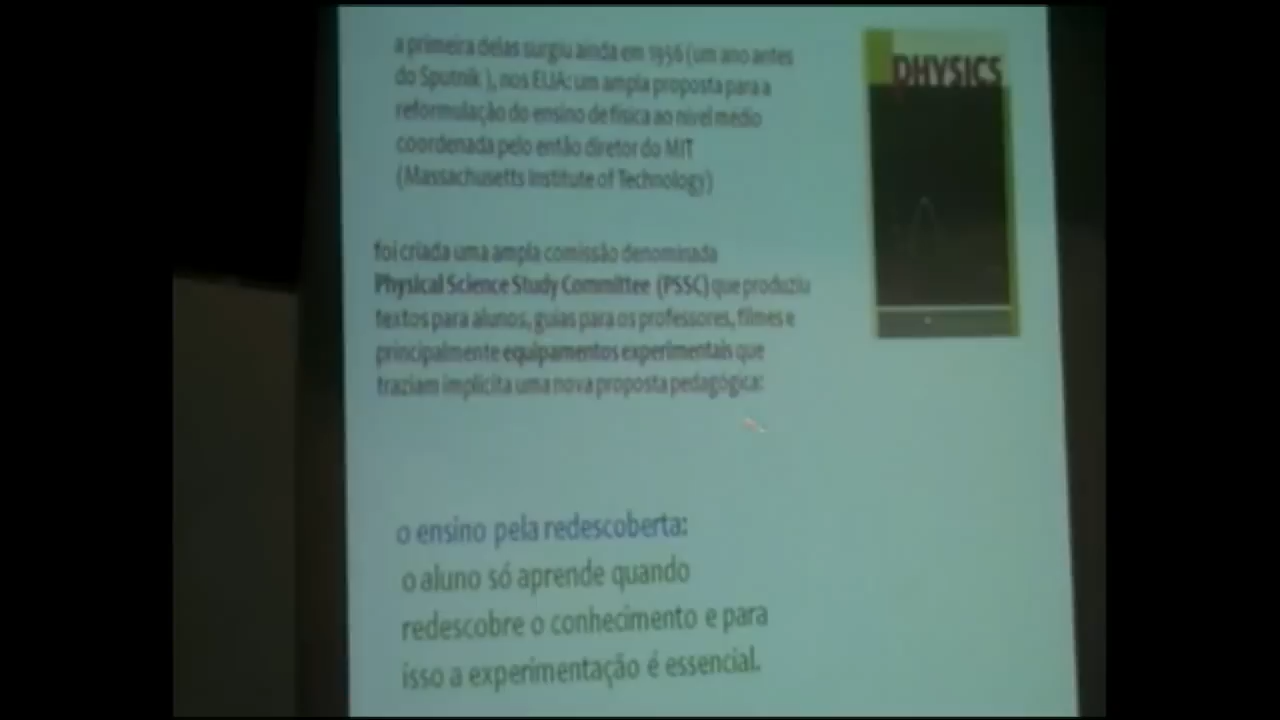 a primeira delas surgiu ainda em 1956 (um ano antes
do Sputnik ), nos EUA: um ampla proposta para a
reformulação do ensino de física ao nível médio
coordenada pelo então diretor do MIT
(Massachusetts Institute of Technology)
PHYSICS
foi criada uma ampla comissão denominada
Physical Science Study Committee (PSSC) que produziu
textos para alunos, guias para os professores, filmes e
principalmente equipamentos experimentais que
traziam implícita uma nova proposta pedagógica:
o ensino pela redescoberta:
o aluno só aprende quando
redescobre o conhecimento e para
isso a experimentação é essencial.